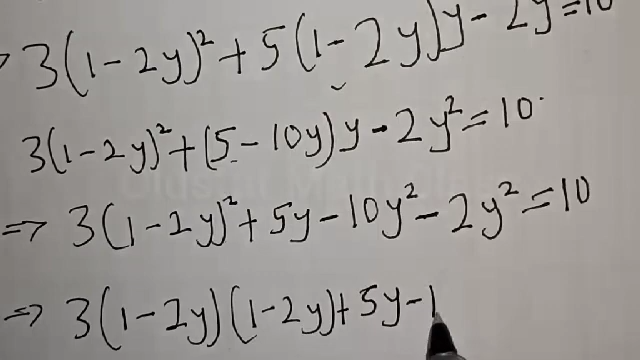 ⇒ 3(1-2y)² + 5(1-2y)y - 2y² = 10
3(1-2y)² + (5-10y)y - 2y² = 10
⇒ 3(1-2y)² + 5y - 10y² - 2y² = 10
⇒ 3(1-2y)(1-2y) + 5y - 1